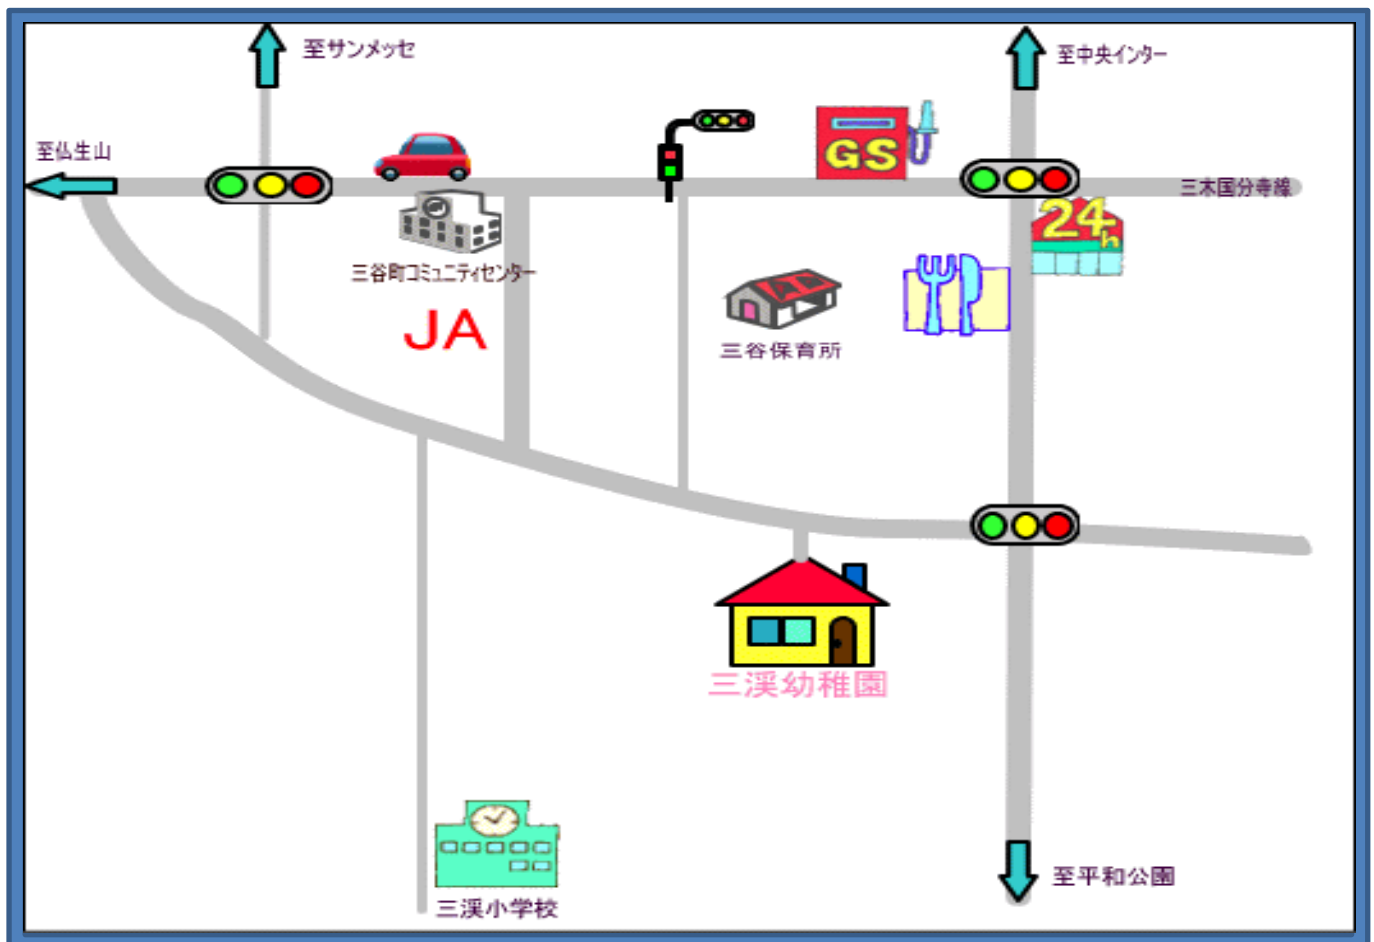 至サンメッセ
至中央インター
至仏生山
GS
三木国分寺線
24h
三谷町コミュニティセンター
JA
三谷保育所
三渓幼稚園
至平和公園
三渓小学校